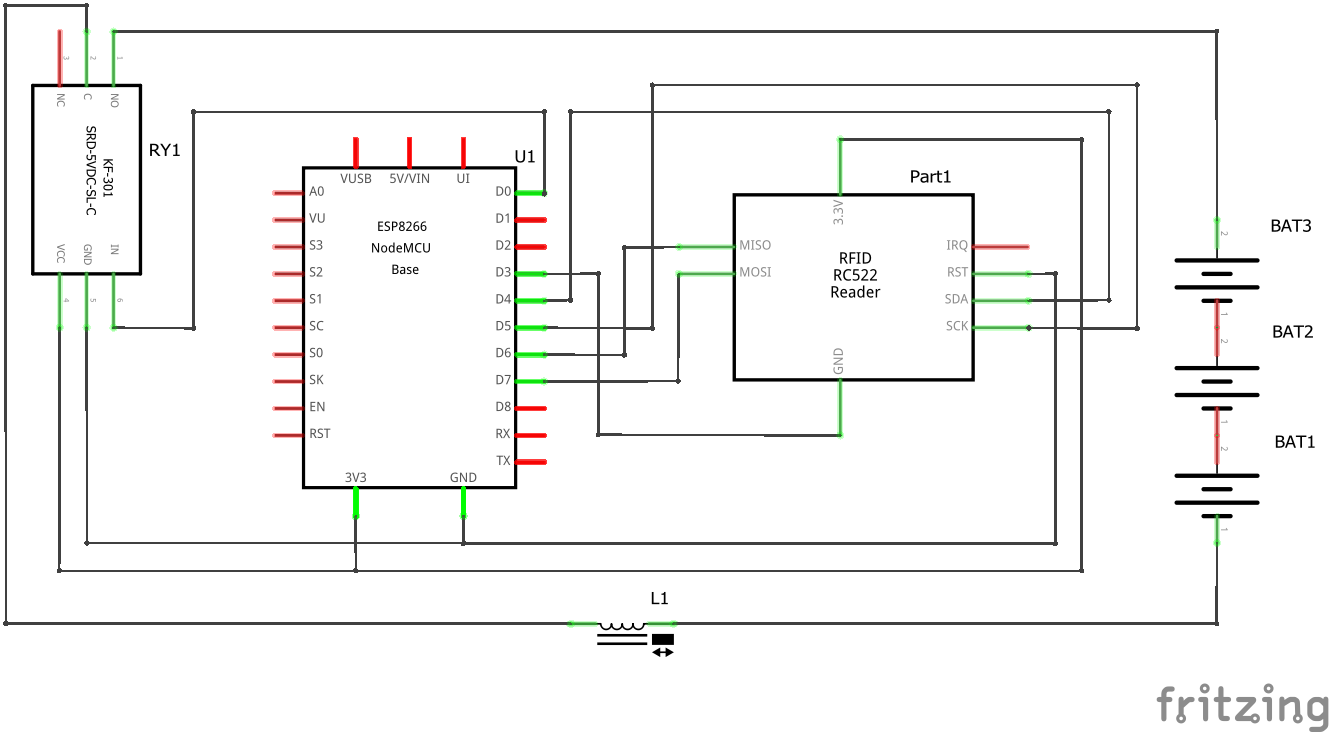 3
2
1
NC
C
NO
KF-301
SRD-5VDC-SL-C
RY1
VCC
GND
IN
4
5
6
U1
VUSB
5V/VIN
UI
ESP8266
NodeMCU
Base
A0
VU
S3
S2
S1
SC
S0
SK
EN
RST
D0
D1
D2
D3
D4
D5
D6
D7
D8
RX
TX
3V3
GND
Part1
3.3V
MISO
MOSI
RFID
RC522
Reader
IRQ
RST
SDA
SCK
GND
BAT3
2
1
BAT2
2
1
BAT1
2
1
L1
fritzing